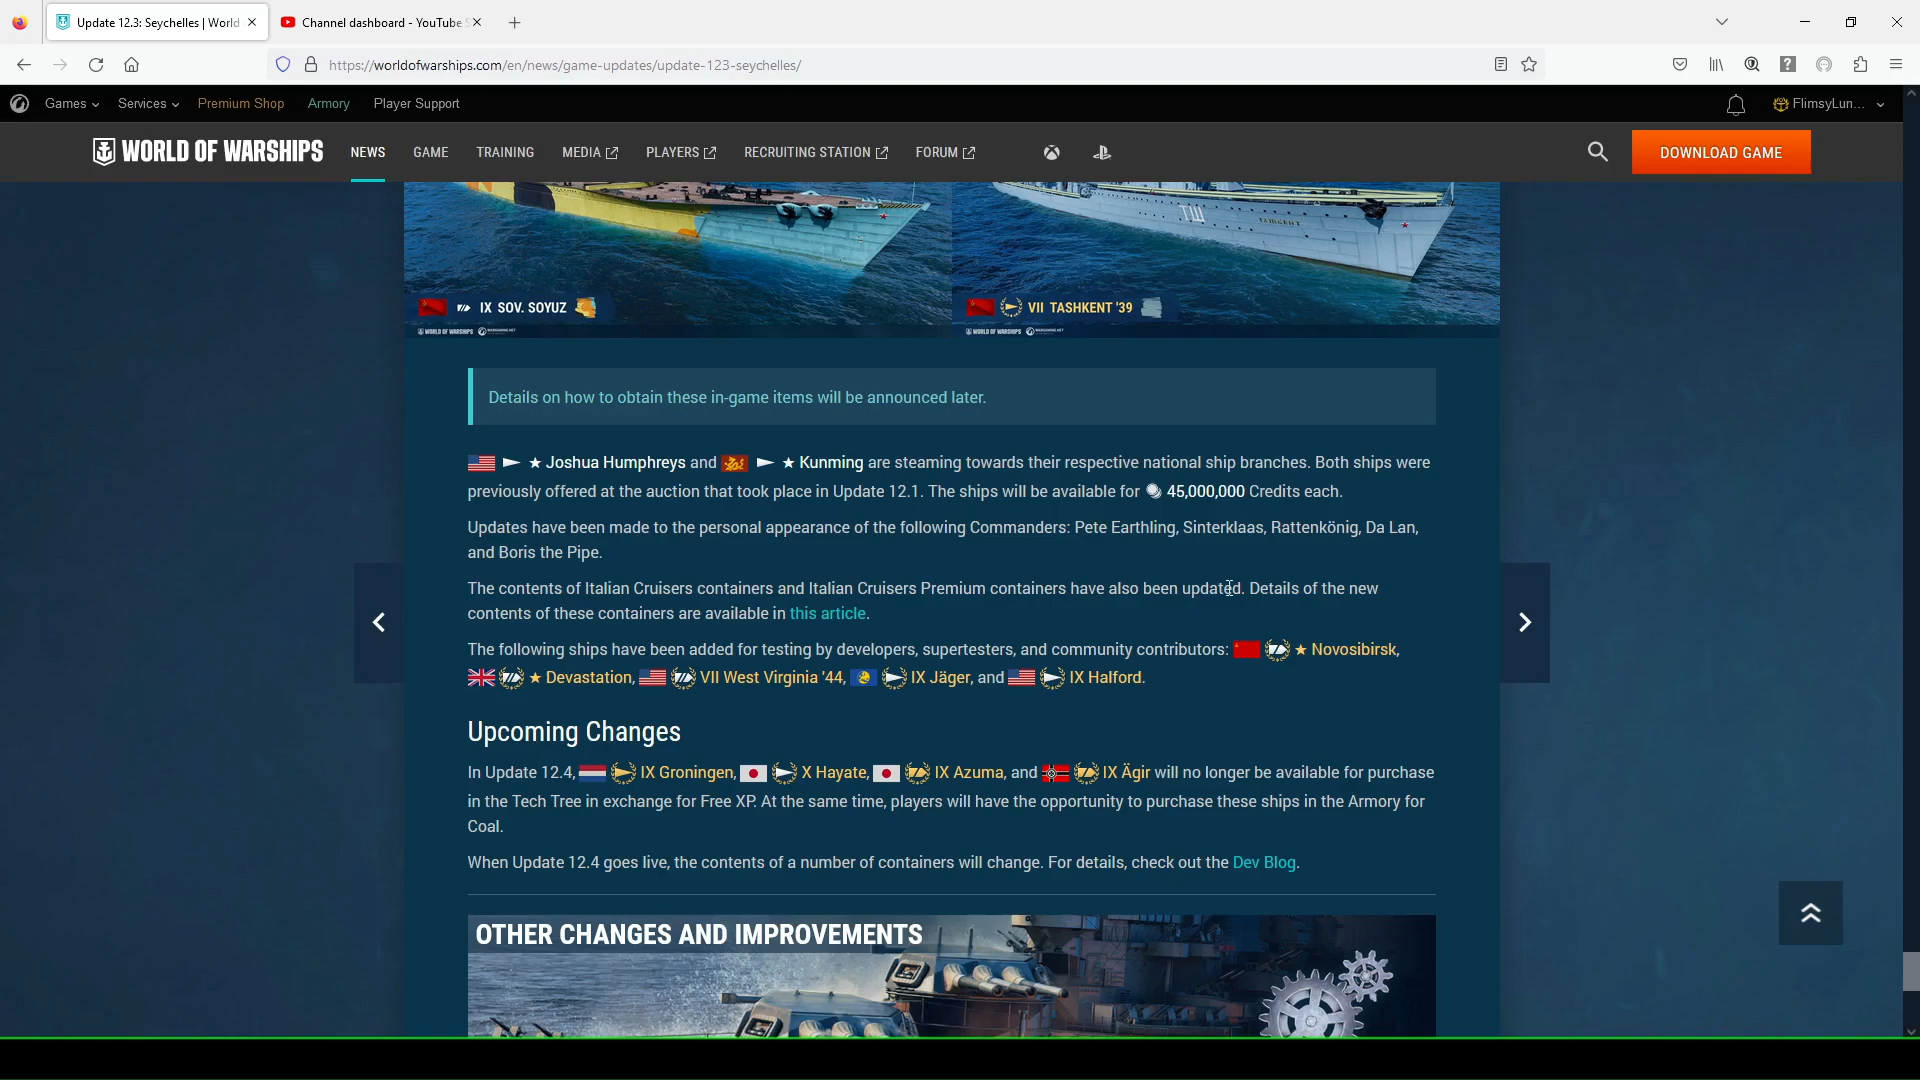 Update 12.3: Seychelles | World
Channel dashboard - YouTube S
https://worldofwarships.com/en/news/game-updates/update-123-seychelles/
Games Services Premium Shop Armory Player Support FlimsyLun...
WORLD OF WARSHIPS NEWS GAME TRAINING MEDIA PLAYERS RECRUITING STATION FORUM DOWNLOAD GAME
ТШ
IX SOV. SOYUZ VII TASHKENT '39
WORLD OF WARSHIPS WARGAMING.NET WORLD OF WARSHIPS WARGAMING.NET
Details on how to obtain these in-game items will be announced later.
★ Joshua Humphreys and ★ Kunming are steaming towards their respective national ship branches. Both ships were
previously offered at the auction that took place in Update 12.1. The ships will be available for 45,000,000 Credits each.
Updates have been made to the personal appearance of the following Commanders: Pete Earthling, Sinterklaas, Rattenkönig, Da Lan,
and Boris the Pipe.
The contents of Italian Cruisers containers and Italian Cruisers Premium containers have also been updated. Details of the new
contents of these containers are available in this article.
The following ships have been added for testing by developers, supertesters, and community contributors: ★ Novosibirsk,
★ Devastation, VII West Virginia '44, IX Jäger, and IX Halford.
Upcoming Changes
In Update 12.4, IX Groningen, X Hayate, IX Azuma, and IX Ägir will no longer be available for purchase
in the Tech Tree in exchange for Free XP. At the same time, players will have the opportunity to purchase these ships in the Armory for
Coal.
When Update 12.4 goes live, the contents of a number of containers will change. For details, check out the Dev Blog.
OTHER CHANGES AND IMPROVEMENTS